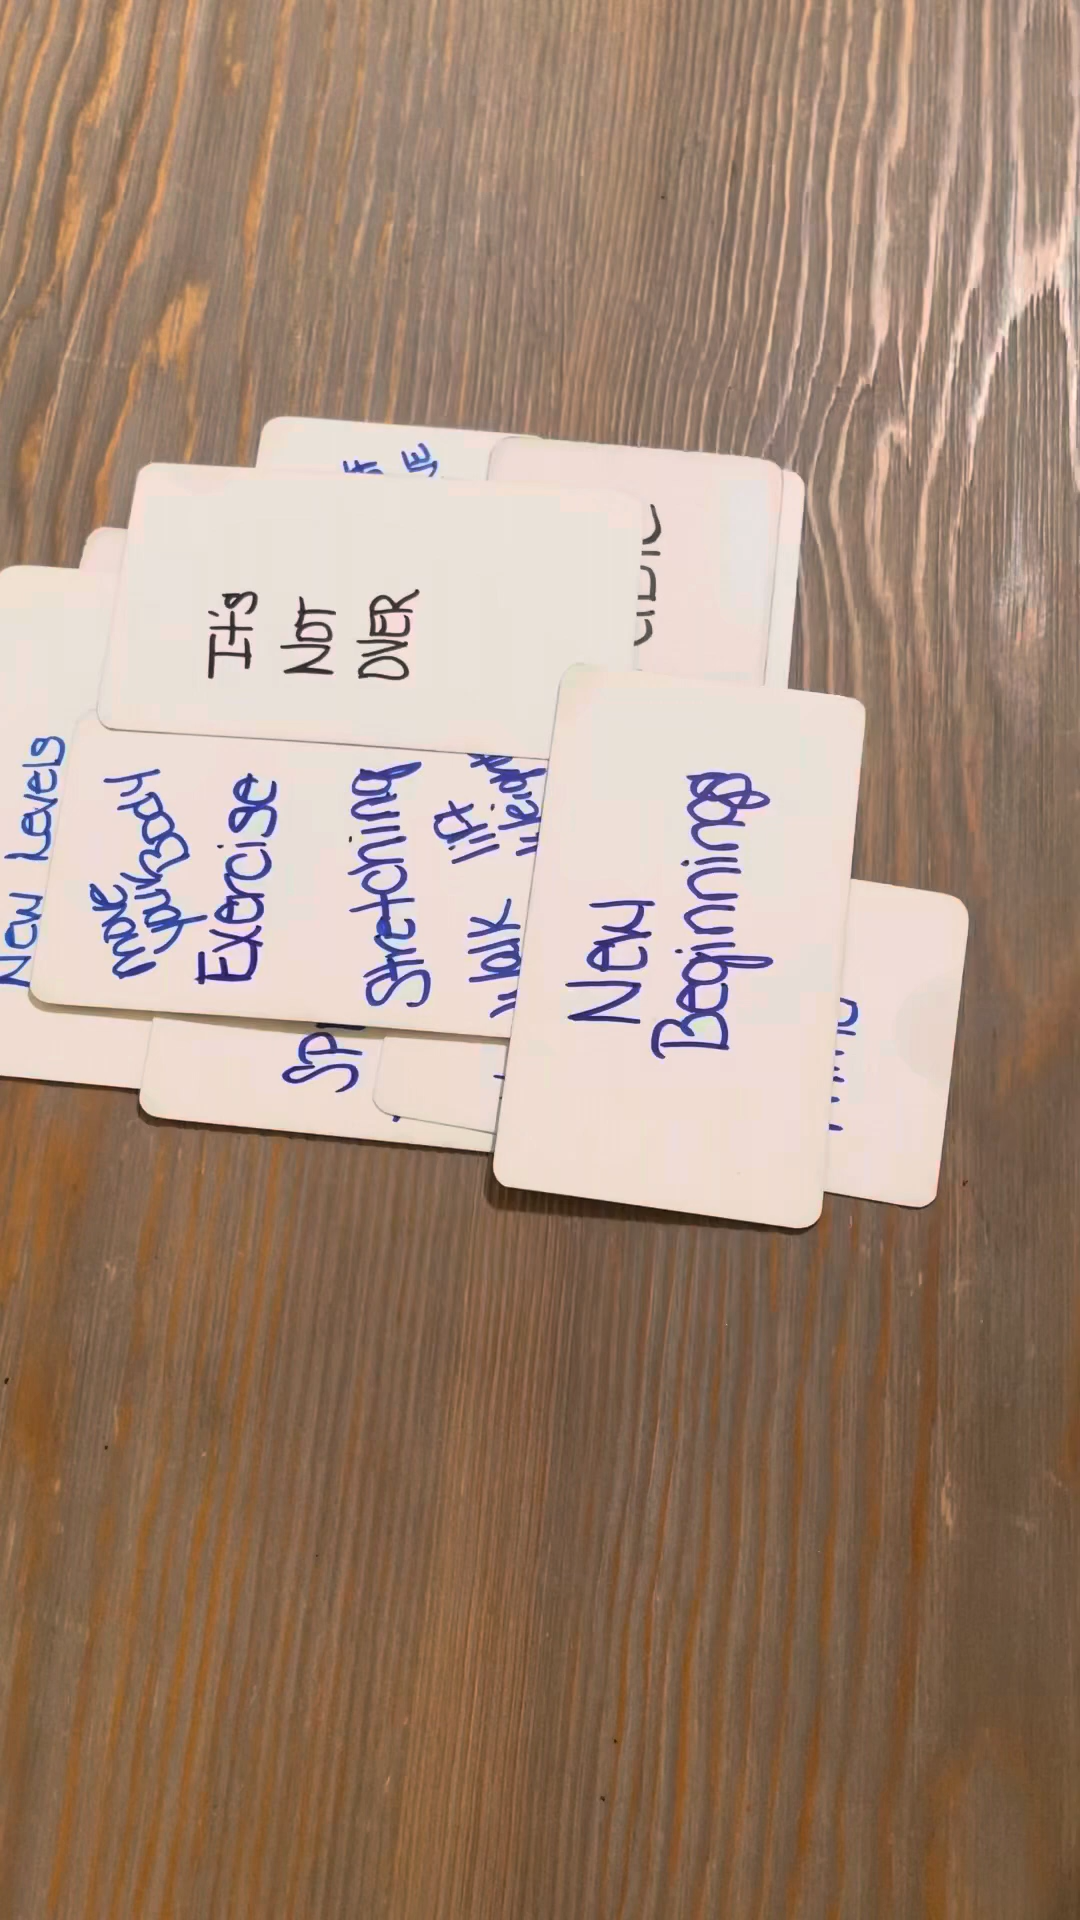 It's
NOT
OVER
New Levels
move
your Body
Exercise
Stretching
Walk
lift
weights
New
Beginnings